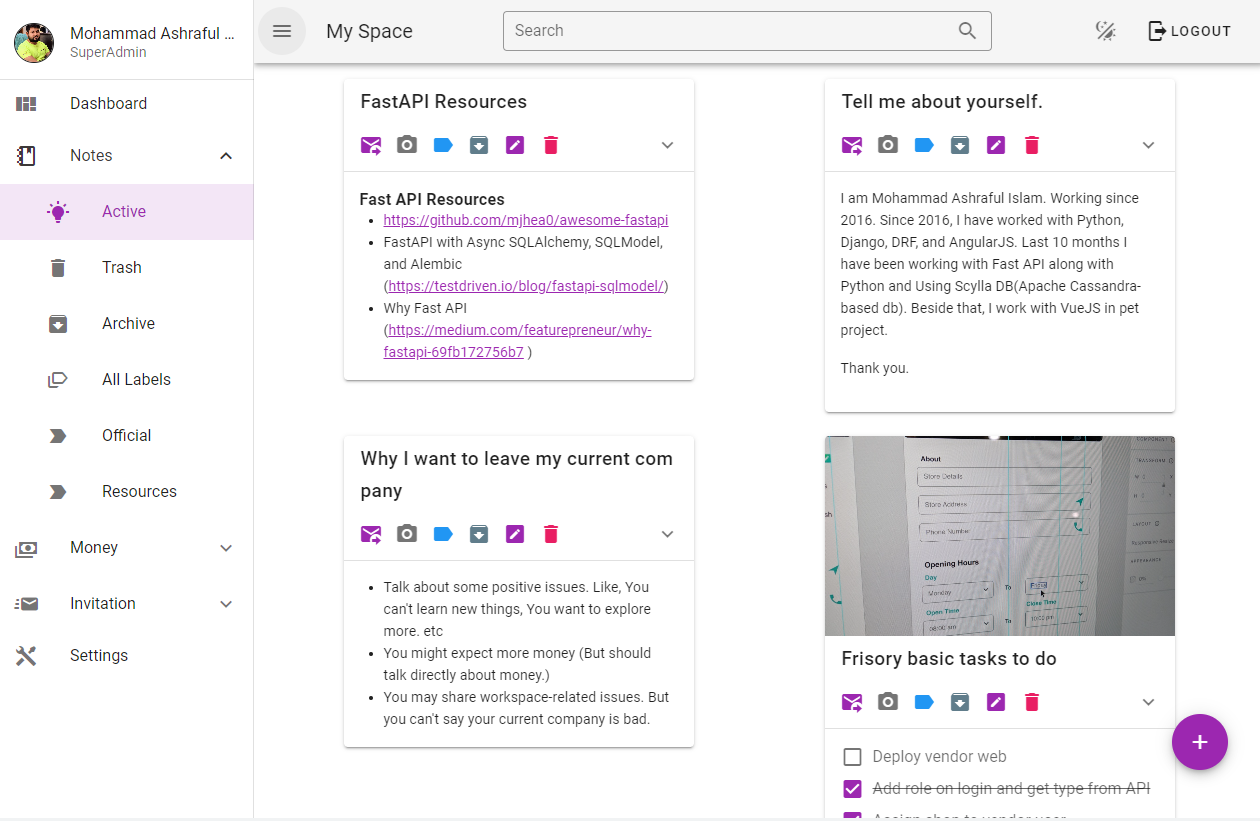 Mohammad Ashraful ...
SuperAdmin
Dashboard
Notes
Active
Trash
Archive
All Labels
Official
Resources
Money
Invitation
Settings
My Space
Search
LOGOUT
FastAPI Resources
Fast API Resources
https://github.com/mjhea0/awesome-fastapi
FastAPI with Async SQLAlchemy, SQLModel,
and Alembic
(https://testdriven.io/blog/fastapi-sqlmodel/)
Why Fast API
(https://medium.com/featurepreneur/why-
fastapi-69fb172756b7 )
Tell me about yourself.
I am Mohammad Ashraful Islam. Working since
2016. Since 2016, I have worked with Python,
Django, DRF, and AngularJS. Last 10 months I
have been working with Fast API along with
Python and Using Scylla DB(Apache Cassandra-
based db). Beside that, I work with VueJS in pet
project.
Thank you.
Why I want to leave my current com
pany
Talk about some positive issues. Like, You
can't learn new things, You want to explore
more. etc
You might expect more money (But should
talk directly about money.)
You may share workspace-related issues. But
you can't say your current company is bad.
About
Store Details
Store Address
Phone Number
Opening Hours
Day
Monday
To
Open Time
Close Time
08:00 am
To
10:00 pm
TRANSFORM
LAYOUT
APPEARANCE
Frisory basic tasks to do
Deploy vendor web
Add role on login and get type from API
Assign shop to vendor user